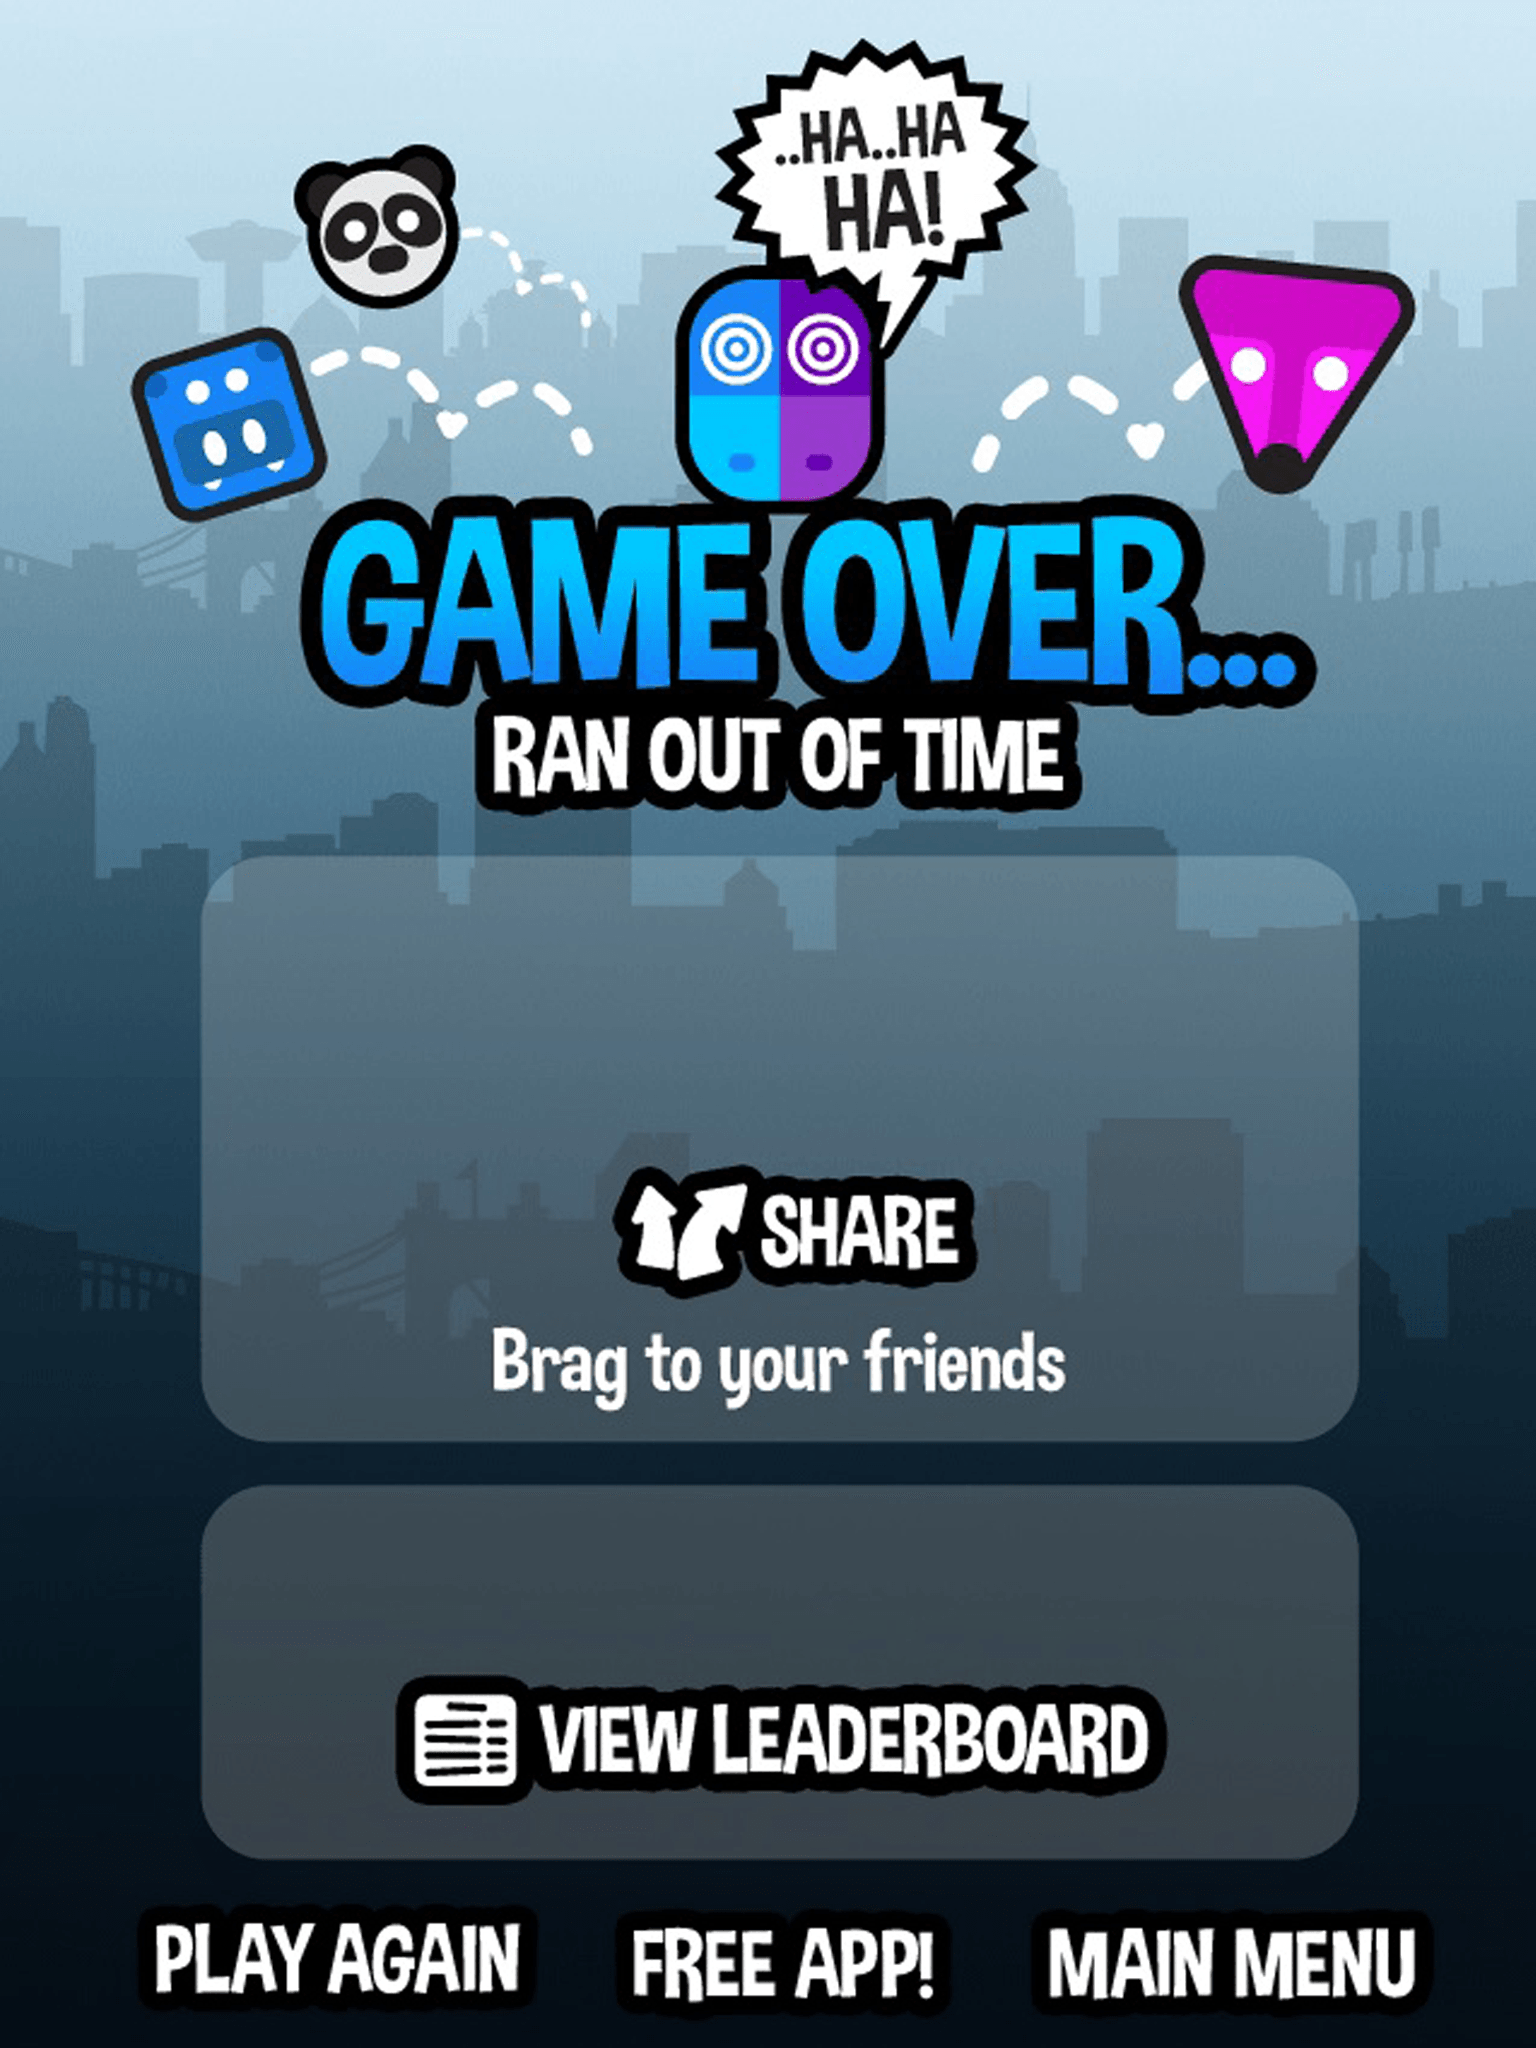 ..HA..HA
HA!
GAME OVER...
RAN OUT OF TIME
SHARE
Brag to your friends
VIEW LEADERBOARD
PLAY AGAIN
FREE APP!
MAIN MENU